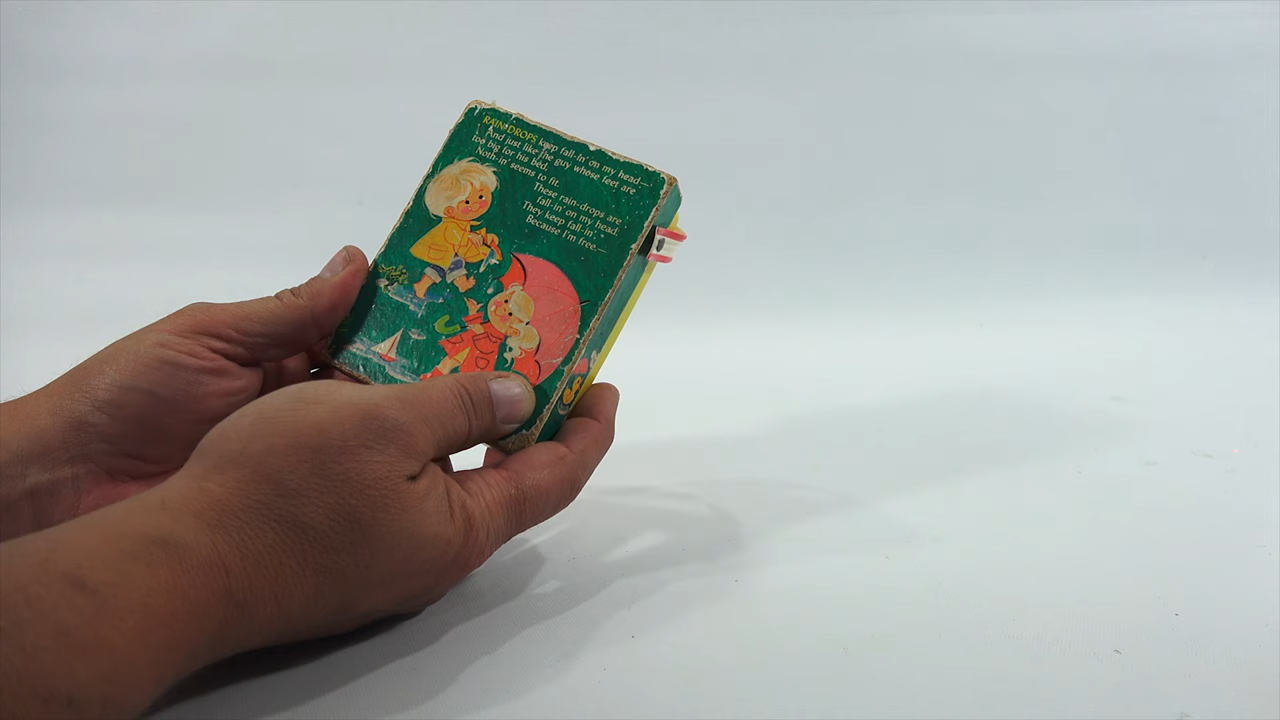 RAIN-DROPS keep fall-in' on my head—
And just like the guy whose feet are
too big for his bed.
Noth-in' seems to fit.
These rain-drops are
fall-in' on my head.
They keep fall-in'.
Because I'm free.—